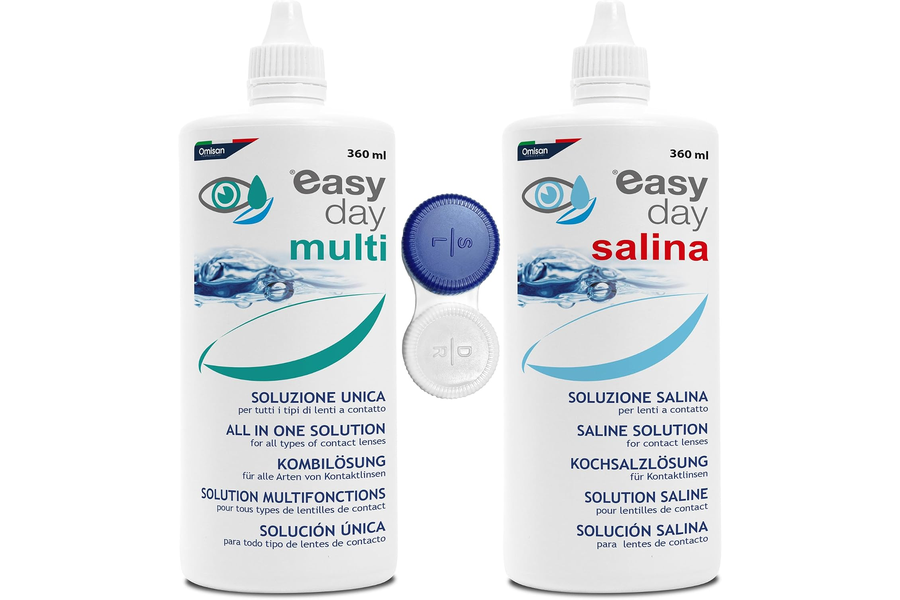 Omisan
360 ml
®easy
day
multi
SOLUZIONE UNICA
per tutti i tipi di lenti a contatto
ALL IN ONE SOLUTION
for all types of contact lenses
KOMBILÖSUNG
für alle Arten von Kontaktlinsen
SOLUTION MULTIFONCTIONS
pour tous types de lentilles de contact
SOLUCIÓN ÚNICA
para todo tipo de lentes de contacto
S
L
D
R
Omisan
360 ml
®easy
day
salina
SOLUZIONE SALINA
per lenti a contatto
SALINE SOLUTION
for contact lenses
KOCHSALZLÖSUNG
für Kontaktlinsen
SOLUTION SALINE
pour lentilles de contact
SOLUCIÓN SALINA
para lentes de contacto